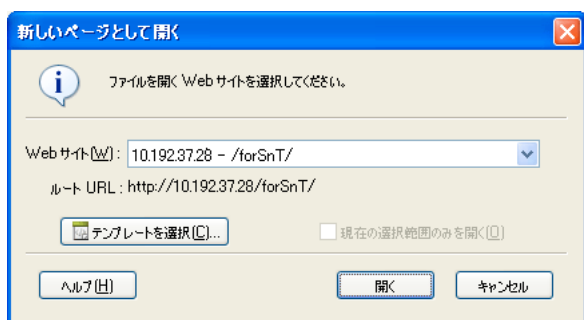 新しいページとして開く
ファイルを開く Web サイトを選択してください。
Web サイト(W) : 10.192.37.28 - /forSnT/
ルート URL : http://10.192.37.28/forSnT/
テンプレートを選択(C)...
現在の選択範囲のみを開く(O)
ヘルプ(H)
開く
キャンセル